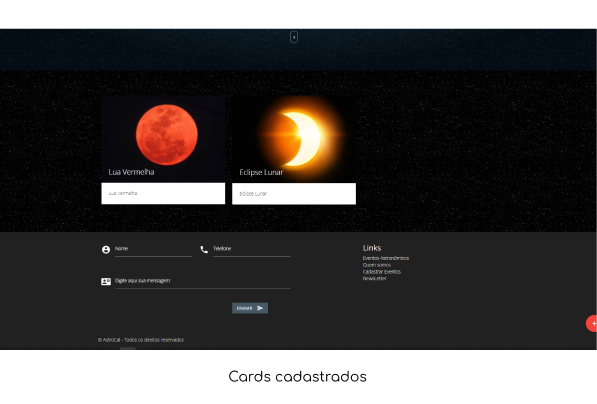 Lua Vermelha
Eclipse Lunar
Lua Vermelha
Eclipse Lunar
Nome
Telefone
Digite aqui sua mensagem:
ENVIAR
Links
Eventos Astronômicos
Quem somos
Cadastrar Eventos
NewsLetter
© AstroCal - Todos os direitos reservados.
+
Cards cadastrados